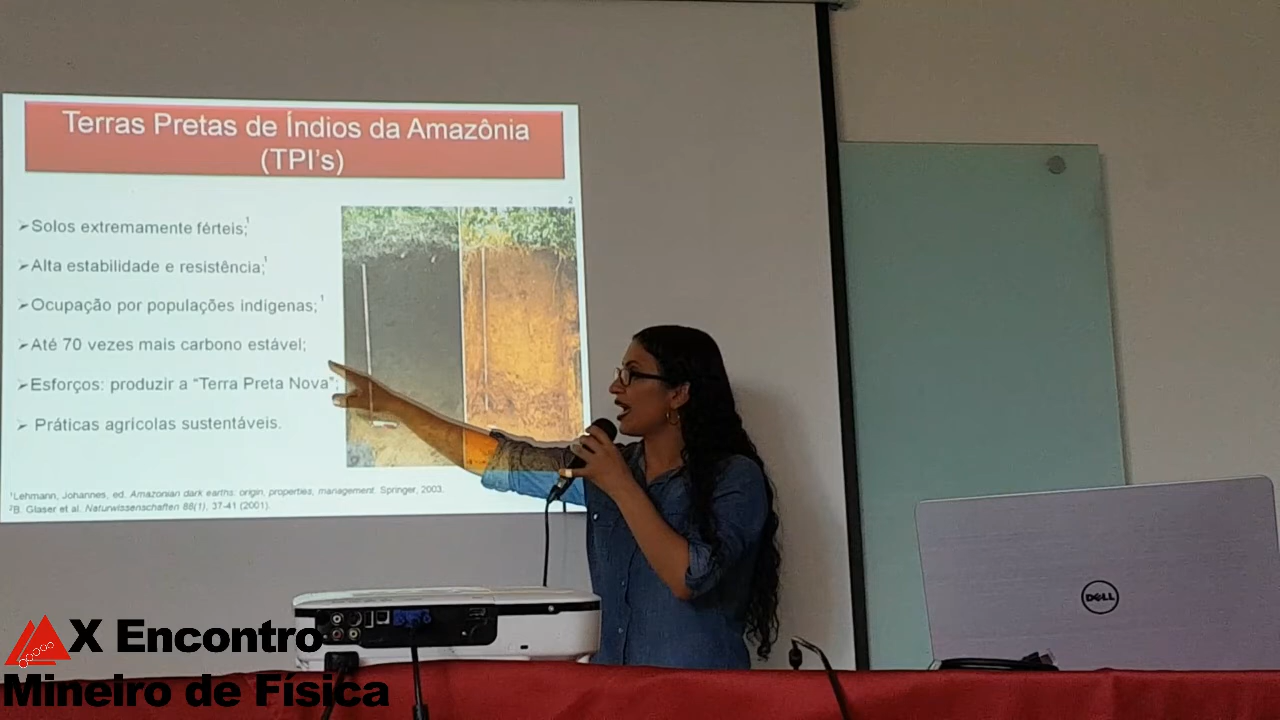 Terras Pretas de Índios da Amazônia
(TPI's)
2
➢Solos extremamente férteis;1
➢Alta estabilidade e resistência;1
➢Ocupação por populações indígenas;1
➢Até 70 vezes mais carbono estável;
➢Esforços: produzir a “Terra Preta Nova”;
➢ Práticas agrícolas sustentáveis.
1Lehmann, Johannes, ed. Amazonian dark earths: origin, properties, management. Springer, 2003.
2B. Glaser et al. Naturwissenschaften 88(1), 37-41 (2001).
DELL
X Encontro
Mineiro de Física